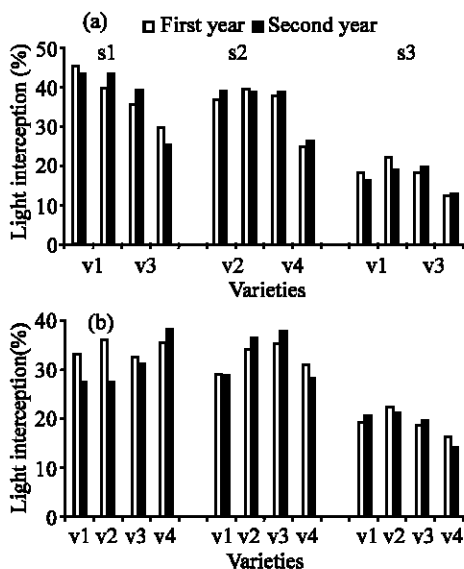 (a) First year Second year
s1 s2 s3
50
40
30
20
10
0
Light interception (%)
v1 v3 v2 v4 v1 v3
Varieties
(b)
40
30
20
10
0
Light interception(%)
v1 v2 v3 v4 v1 v2 v3 v4 v1 v2 v3 v4
Varieties